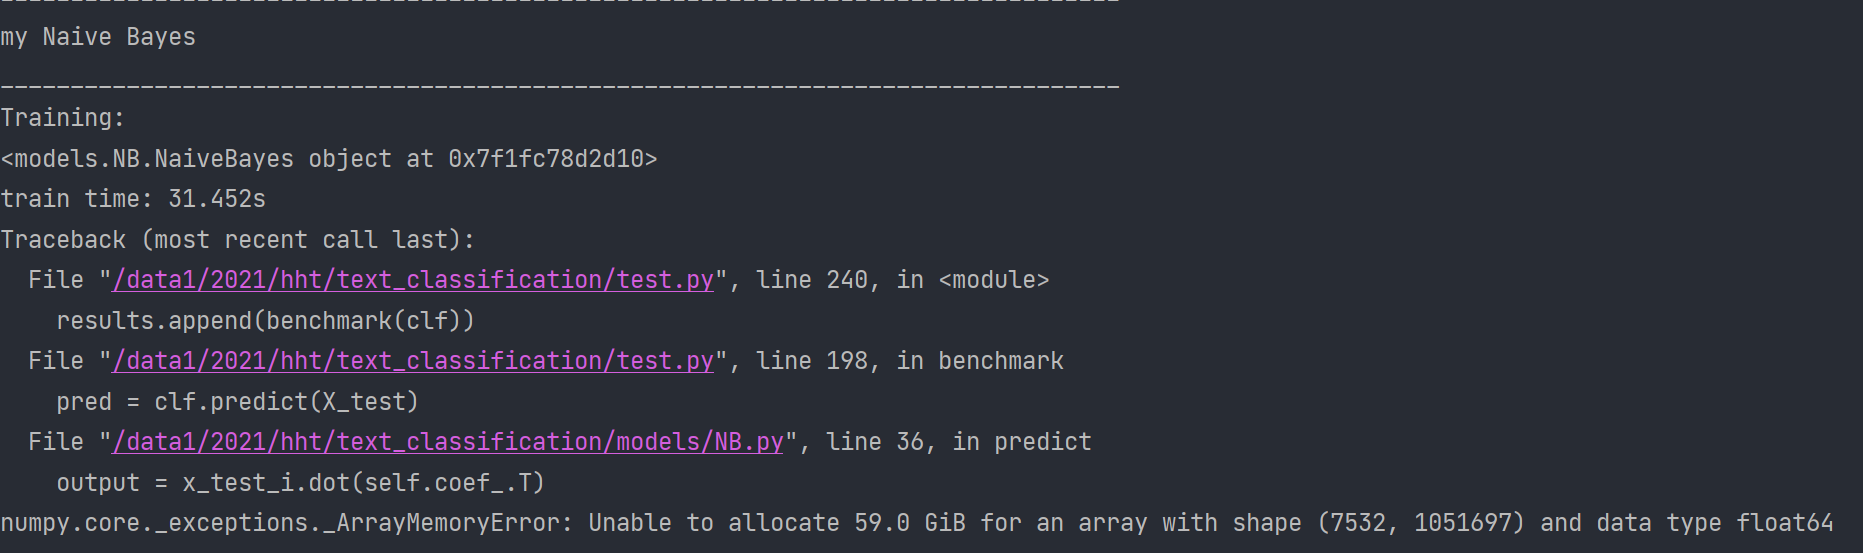 ________________________________________________________________________________
my Naive Bayes
________________________________________________________________________________
Training:
<models.NB.NaiveBayes object at 0x7f1fc78d2d10>
train time: 31.452s
Traceback (most recent call last):
  File "/data1/2021/hht/text_classification/test.py", line 240, in <module>
    results.append(benchmark(clf))
  File "/data1/2021/hht/text_classification/test.py", line 198, in benchmark
    pred = clf.predict(X_test)
  File "/data1/2021/hht/text_classification/models/NB.py", line 36, in predict
    output = x_test_i.dot(self.coef_.T)
numpy.core._exceptions._ArrayMemoryError: Unable to allocate 59.0 GiB for an array with shape (7532, 1051697) and data type float64